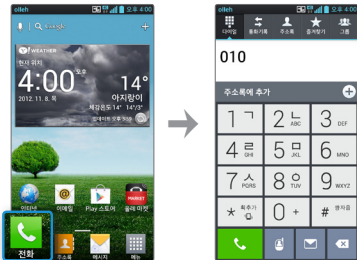 olleh
오후 4:00
Google
YAHOO! WEATHER
현재 위치
4:00 오후
14°
2012. 11. 8. 목
아지랑이
체감온도 14° 14°/3°
인터넷
이메일
Play 스토어
올레 마켓
전화
주소록
메시지
메뉴
olleh
오후 4:00
다이얼
통화기록
주소록
즐겨찾기
그룹
010
주소록에 추가
1 ㄱ
2 ㄴ ABC
3 DEF
4 ㄹ GHI
5 ㅁ JKL
6 MNO
7 ㅅ PQRS
8 ㅇ TUV
9 WXYZ
*
0 +
#